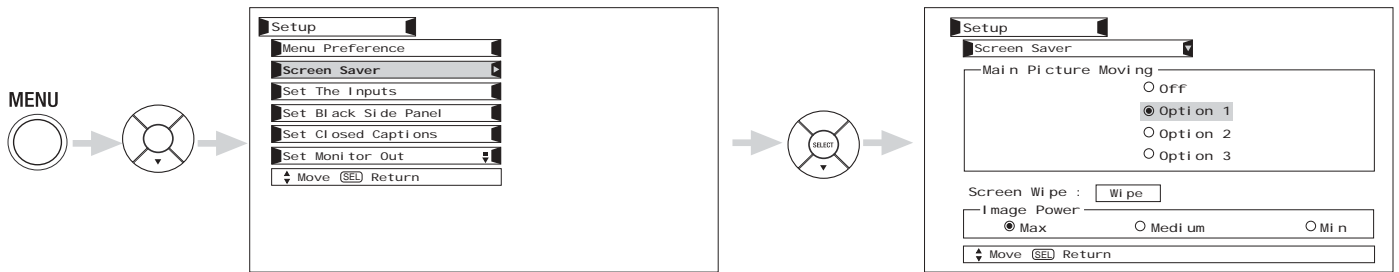 MENU
Setup
Menu Preference
Screen Saver
Set The Inputs
Set Black Side Panel
Set Closed Captions
Set Monitor Out
Move SEL Return
SELECT
Setup
Screen Saver
Main Picture Moving
Off
Option 1
Option 2
Option 3
Screen Wipe : Wipe
Image Power
Max Medium Min
Move SEL Return